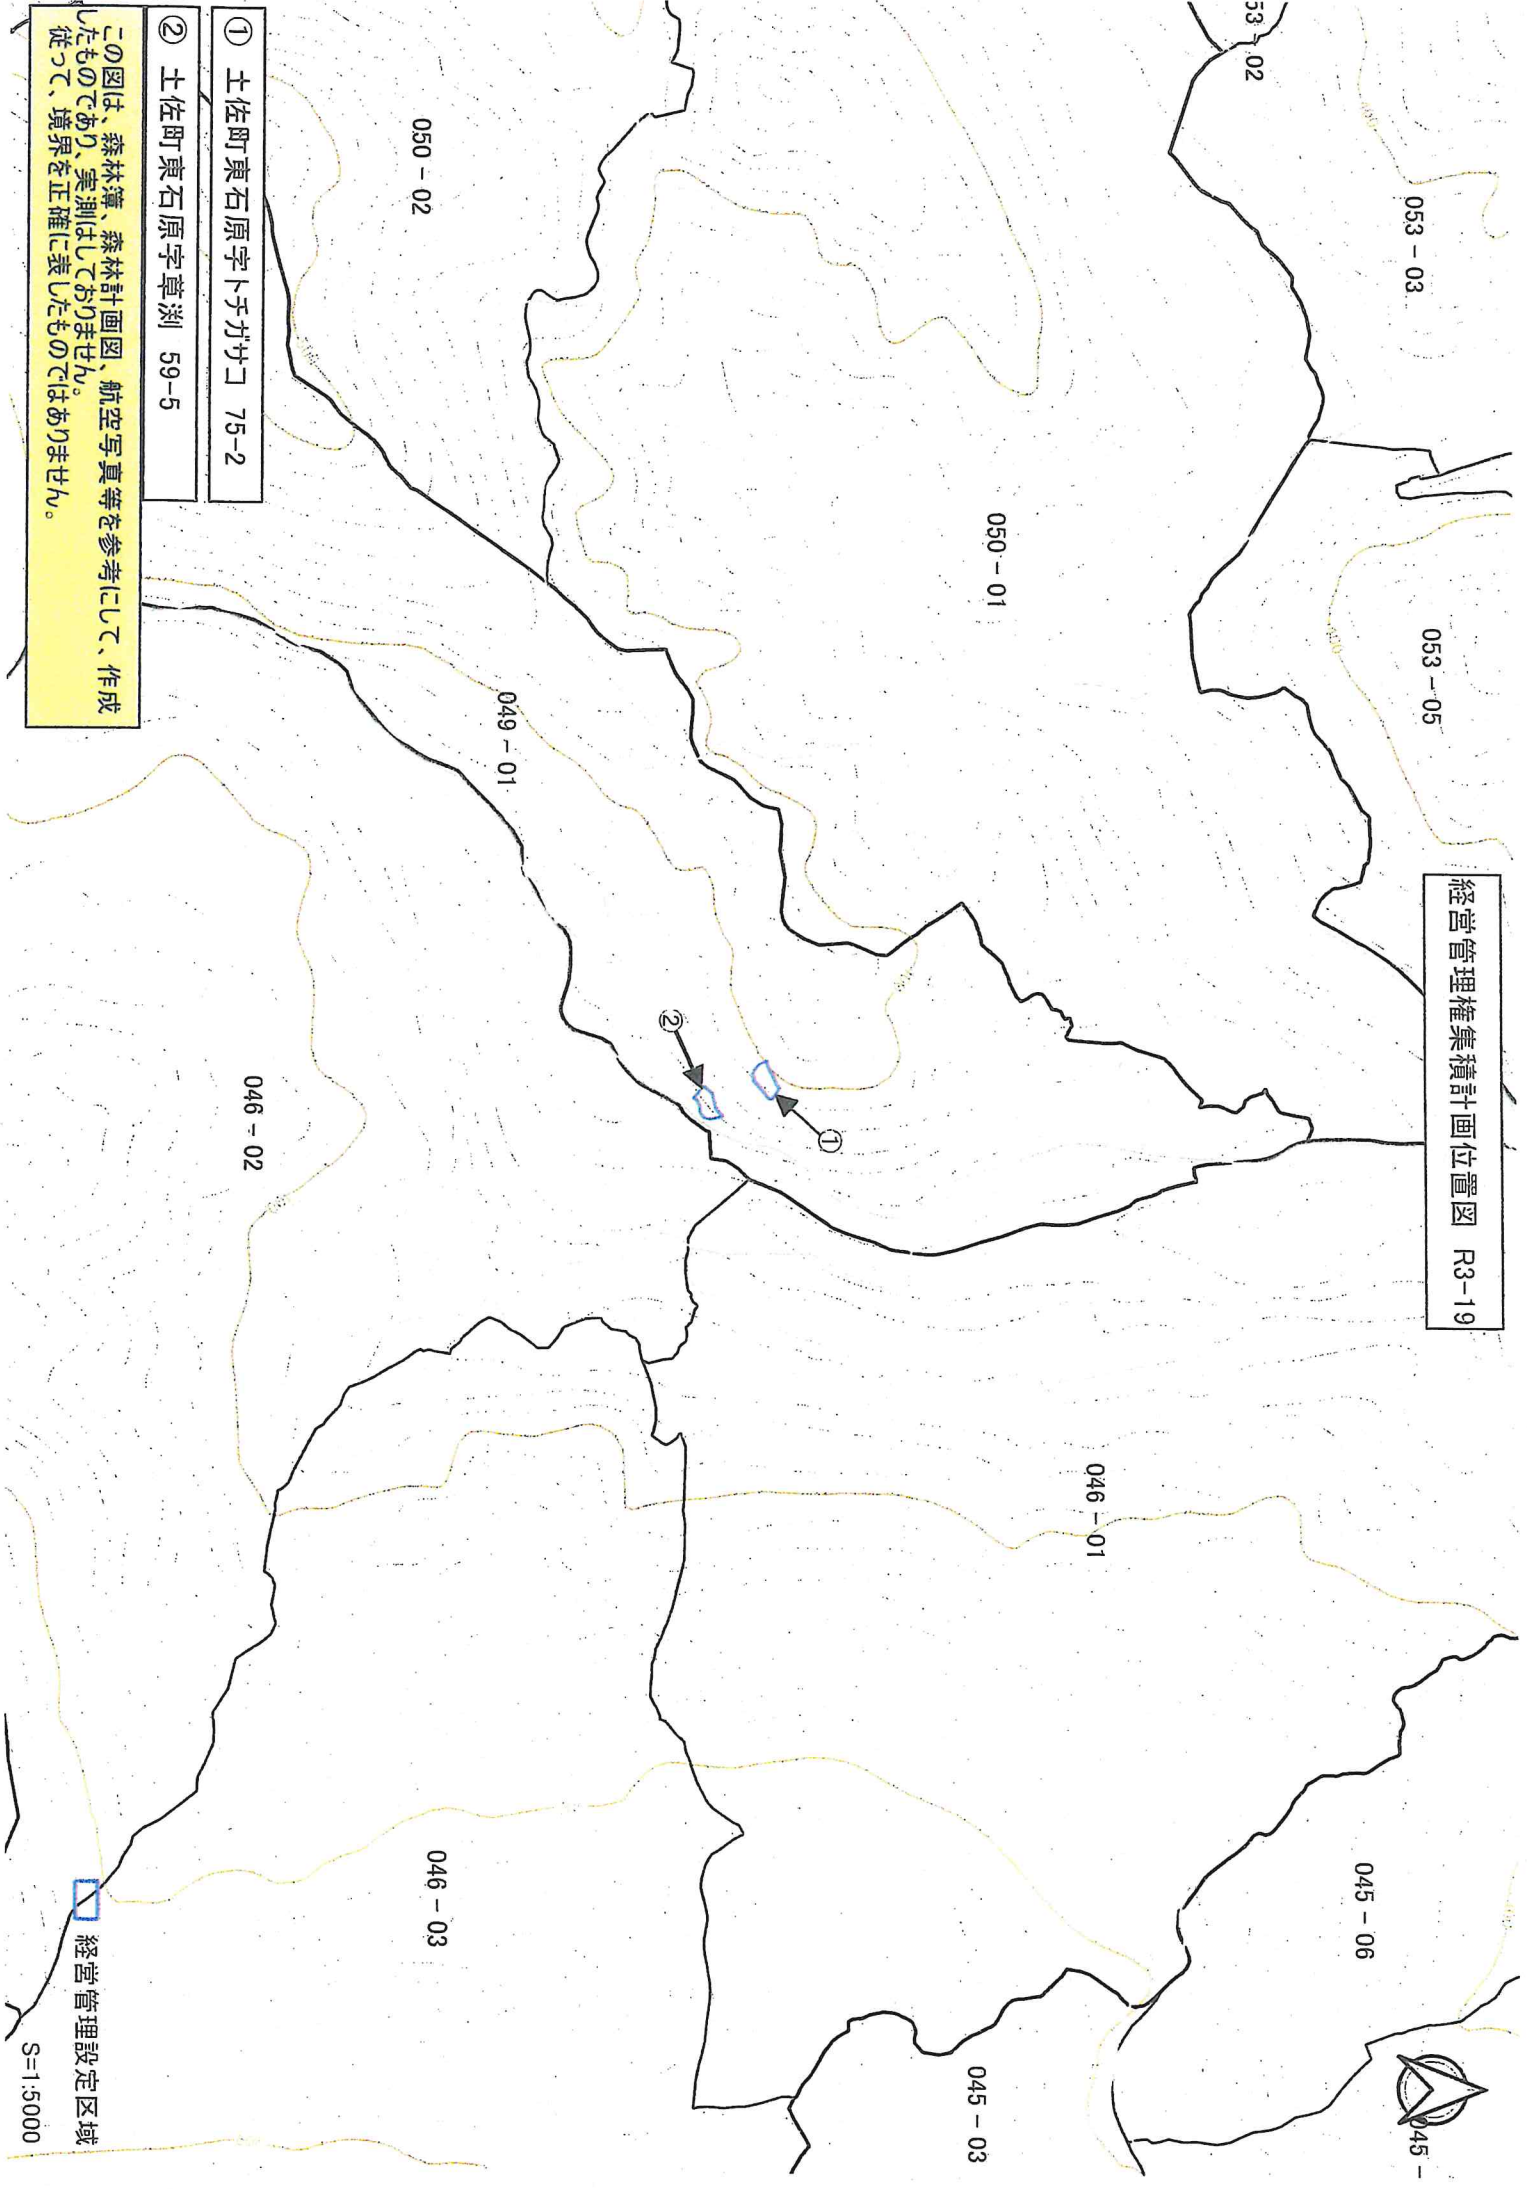 経営管理権集積計画位置図 R3-19
053-03
053-05
53-02
050-01
050-02
049-01
①
②
046-01
046-02
046-03
045-06
045-03
045-
① 土佐町東石原字トチガサコ 75-2
② 土佐町東石原字草渕 59-5
この図は、森林簿、森林計画図、航空写真等を参考にして、作成
したものであり、実測はしておりません。
従って、境界を正確に表したものではありません。
経営管理設定区域
S=1:5000